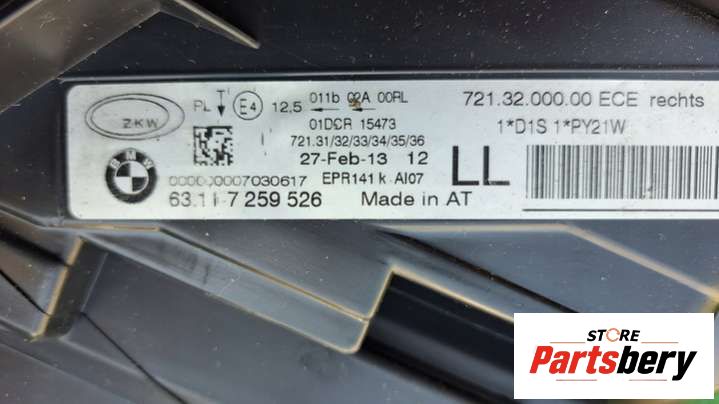 ZKW
PL T E4 12.5 011b 02A 00RL
01DCR 15473
721.31/32/33/34/35/36
27-Feb-13 12
BMW
000000007030617 EPR141 k AI07
63.11 7 259 526 Made in AT
LL
721.32.000.00 ECE rechts
1*D1S 1*PY21W
STORE
Partsbery